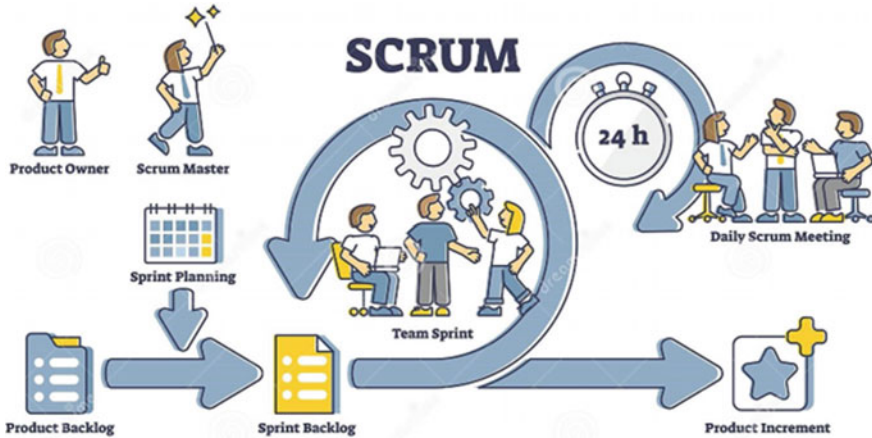 SCRUM
Product Owner
Scrum Master
24 h
Daily Scrum Meeting
Sprint Planning
Team Sprint
Product Backlog
Sprint Backlog
Product Increment